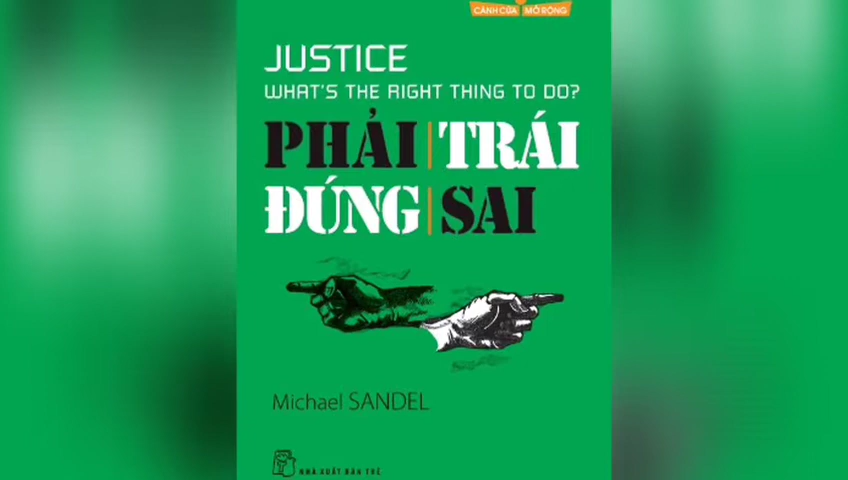 CÁNH CỬA MỞ RỘNG
JUSTICE
WHAT'S THE RIGHT THING TO DO?
PHẢI | TRÁI
ĐÚNG | SAI
Michael SANDEL
NHÀ XUẤT BẢN TRẺ